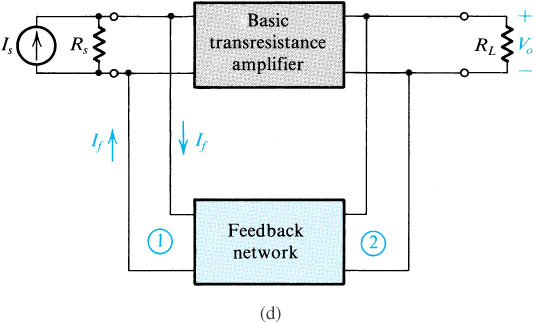 Basic
transresistance
amplifier
I_s
R_s
R_L
+
V_o
−
I_f
I_f
1
Feedback
network
2
(d)